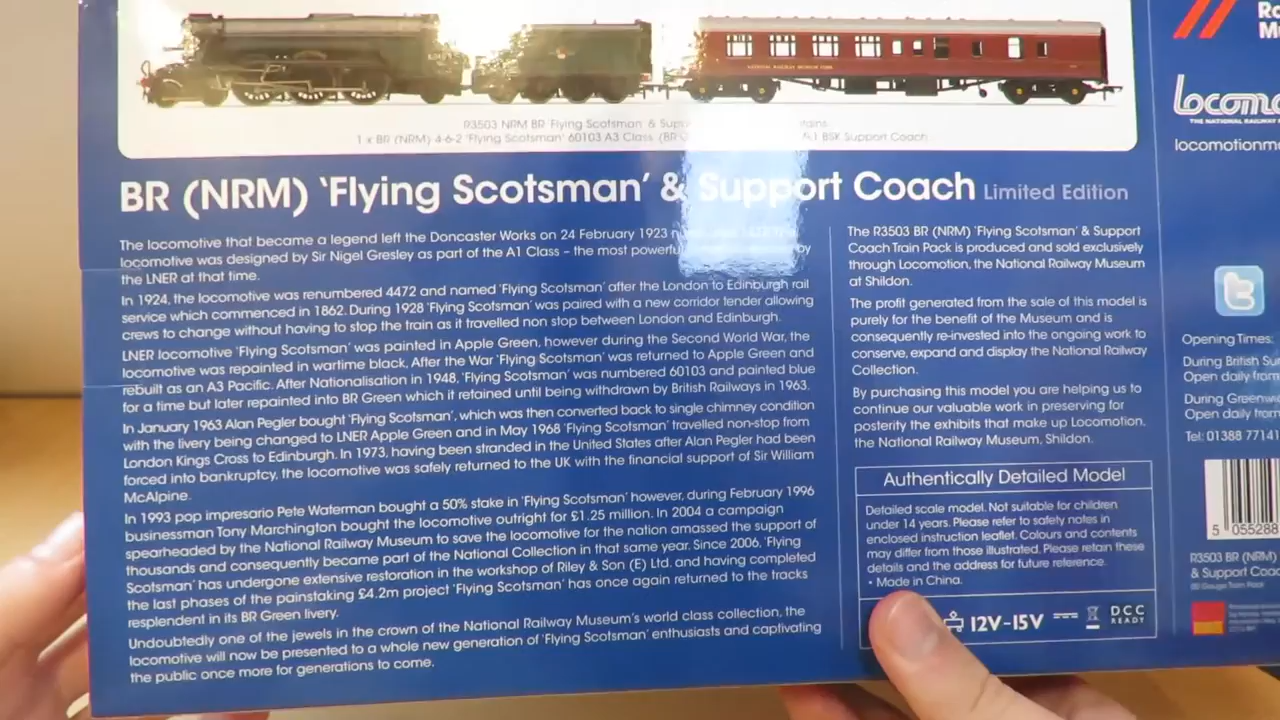 R3503 NRM BR 'Flying Scotsman' & Supp
1 x BR (NRM) 4-6-2 'Flying Scotsman' 60103 A3 Class (BR
BSK Support Coach
BR (NRM) 'Flying Scotsman' & Support Coach Limited Edition
The locomotive that became a legend left the Doncaster Works on 24 February 1923
locomotive was designed by Sir Nigel Gresley as part of the A1 Class – the most powerful by
the LNER at that time.
In 1924, the locomotive was renumbered 4472 and named 'Flying Scotsman' after the London to Edinburgh rail
service which commenced in 1862. During 1928 'Flying Scotsman' was paired with a new corridor tender allowing
crews to change without having to stop the train as it travelled non stop between London and Edinburgh.
LNER locomotive 'Flying Scotsman' was painted in Apple Green, however during the Second World War, the
locomotive was repainted in wartime black. After the War 'Flying Scotsman' was returned to Apple Green and
rebuilt as an A3 Pacific. After Nationalisation in 1948, 'Flying Scotsman' was numbered 60103 and painted blue
for a time but later repainted into BR Green which it retained until being withdrawn by British Railways in 1963.
In January 1963 Alan Pegler bought 'Flying Scotsman', which was then converted back to single chimney condition
with the livery being changed to LNER Apple Green and in May 1968 'Flying Scotsman' travelled non-stop from
London Kings Cross to Edinburgh. In 1973, having been stranded in the United States after Alan Pegler had been
forced into bankruptcy, the locomotive was safely returned to the UK with the financial support of Sir William
McAlpine.
In 1993 pop impresario Pete Waterman bought a 50% stake in 'Flying Scotsman' however, during February 1996
businessman Tony Marchington bought the locomotive outright for £1.25 million. In 2004 a campaign
spearheaded by the National Railway Museum to save the locomotive for the nation amassed the support of
thousands and consequently became part of the National Collection in that same year. Since 2006, 'Flying
Scotsman' has undergone extensive restoration in the workshop of Riley & Son (E) Ltd. and having completed
the last phases of the painstaking £4.2m project 'Flying Scotsman' has once again returned to the tracks
resplendent in its BR Green livery.
Undoubtedly one of the jewels in the crown of the National Railway Museum's world class collection, the
locomotive will now be presented to a whole new generation of 'Flying Scotsman' enthusiasts and captivating
the public once more for generations to come.
The R3503 BR (NRM) 'Flying Scotsman' & Support
Coach Train Pack is produced and sold exclusively
through Locomotion, the National Railway Museum
at Shildon.
The profit generated from the sale of this model is
purely for the benefit of the Museum and is
consequently re-invested into the ongoing work to
conserve, expand and display the National Railway
Collection.
By purchasing this model you are helping us to
continue our valuable work in preserving for
posterity the exhibits that make up Locomotion,
the National Railway Museum, Shildon.
Authentically Detailed Model
Detailed scale model. Not suitable for children
under 14 years. Please refer to safety notes in
enclosed instruction leaflet. Colours and contents
may differ from those illustrated. Please retain these
details and the address for future reference.
• Made in China.
12V-15V
DCC
READY
Ra
Mu
Locomo
THE NATIONAL RAILWAY
locomotionm
Opening Times:
During British Su
Open daily from
During Greenw
Open daily from
Tel: 01388 77141
5 055288
R3503 BR (NRM)
& Support Coac